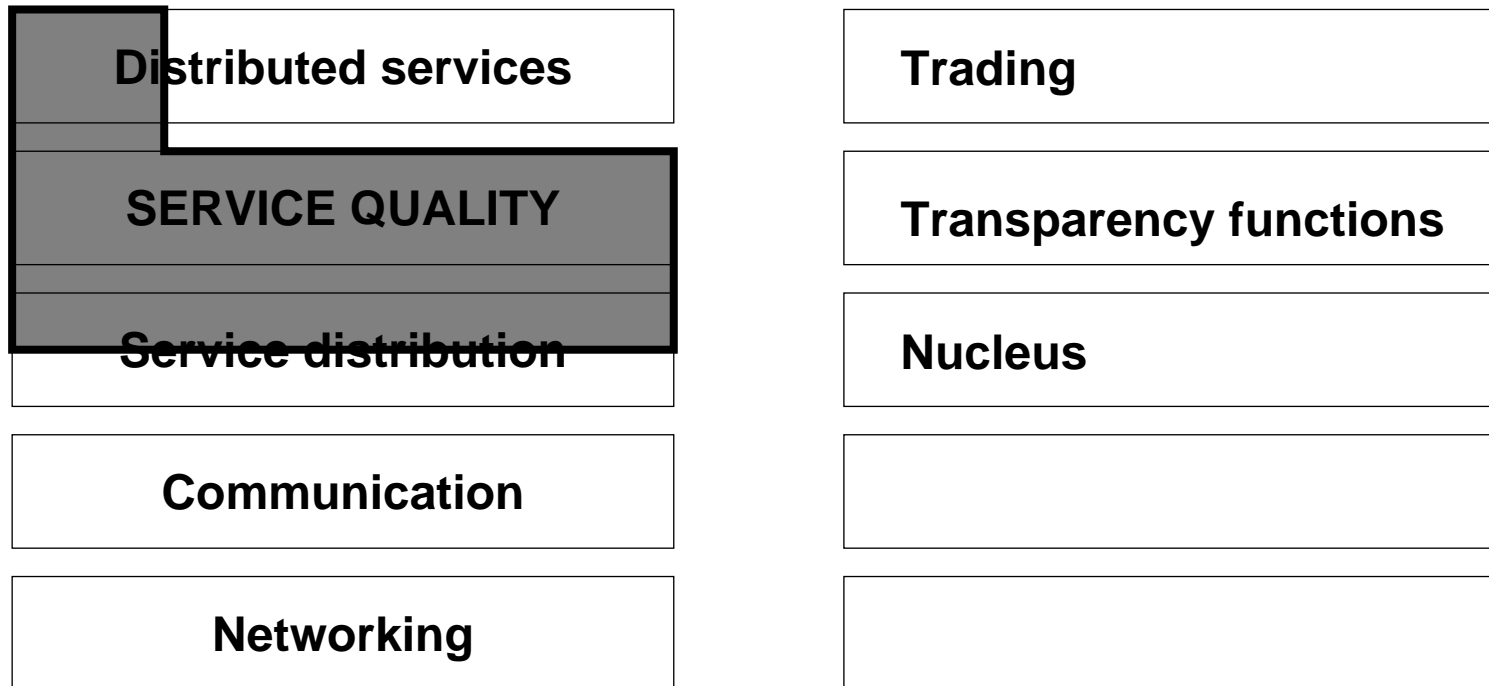 Distributed services
Trading
SERVICE QUALITY
Transparency functions
Service distribution
Nucleus
Communication
Networking